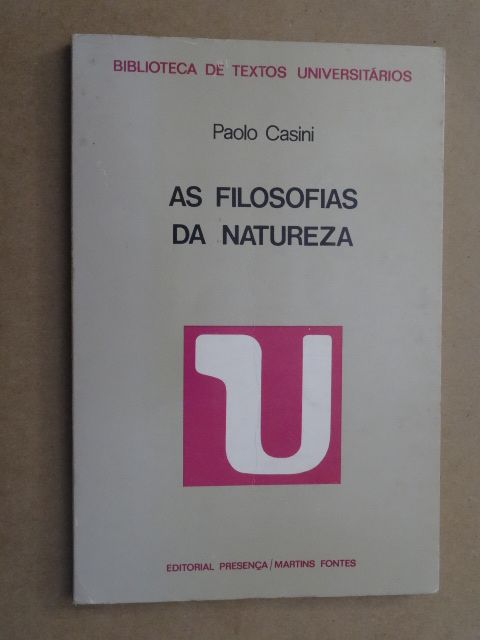 BIBLIOTECA DE TEXTOS UNIVERSITÁRIOS
Paolo Casini
AS FILOSOFIAS
DA NATUREZA
U
EDITORIAL PRESENÇA/MARTINS FONTES